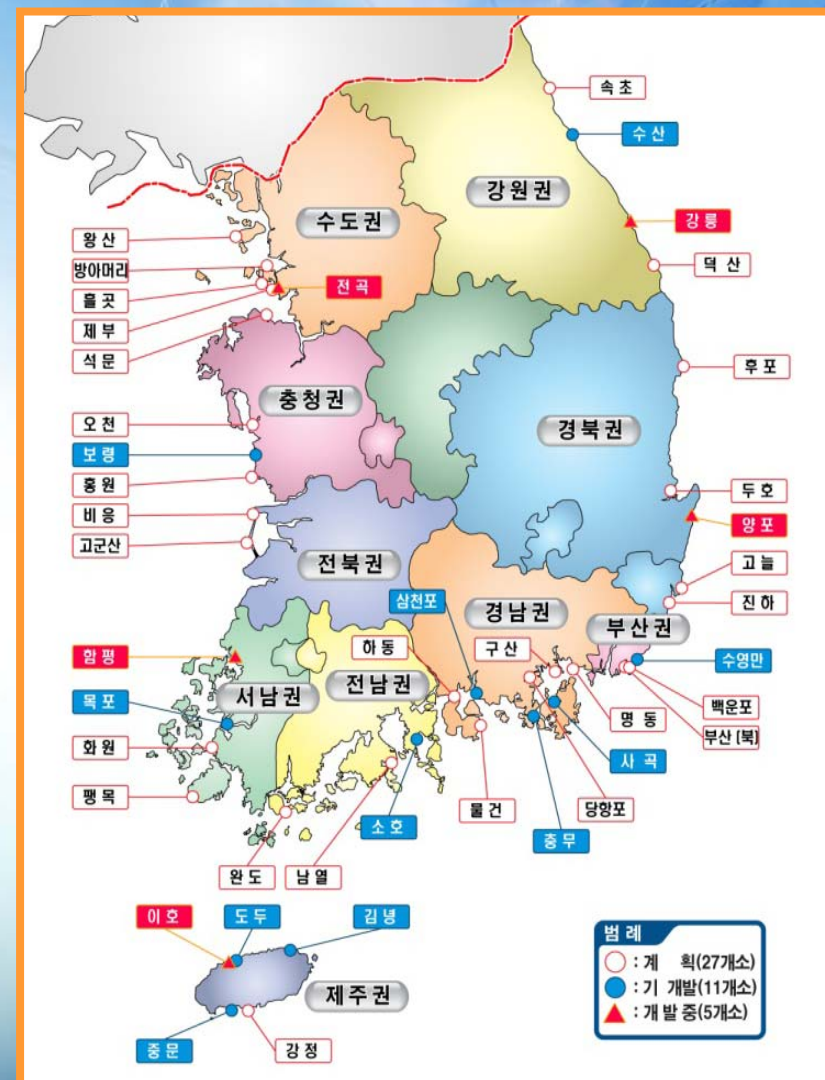 속초
수산
강원권
수도권
강릉
왕산
방아머리
덕산
흘곶
전곡
제부
석문
후포
충청권
오천
경북권
보령
홍원
두호
비응
양포
고군산
전북권
고늘
삼천포
경남권
진하
부산권
하동
구산
함평
수영만
서남권
전남권
목포
백운포
명동
부산(북)
화원
사곡
팽목
물건
당항포
소호
충무
완도
남열
이호
도두
김녕
제주권
중문
강정
범례
: 계 획(27개소)
: 기 개발(11개소)
: 개발중(5개소)